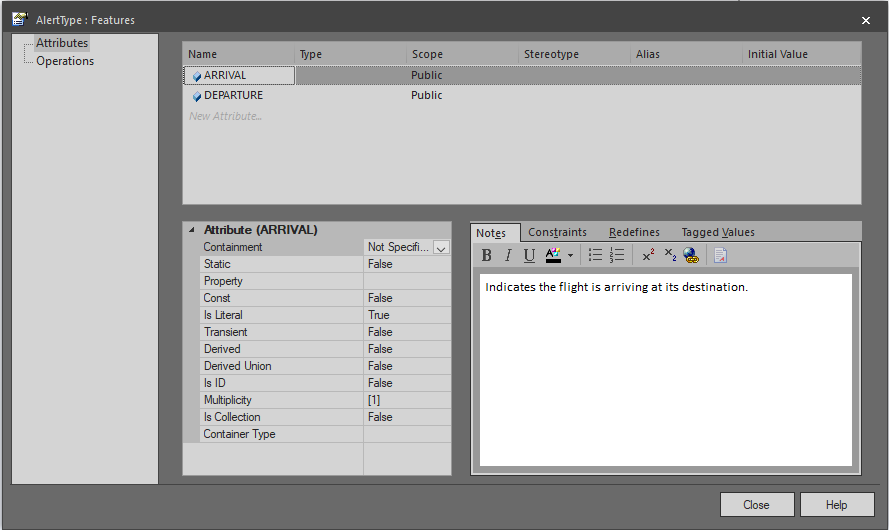 AlertType : Features
Attributes
Operations
Name Type Scope Stereotype Alias Initial Value
ARRIVAL Public
DEPARTURE Public
New Attribute...
Attribute (ARRIVAL)
Containment Not Specifi...
Static False
Property
Const False
Is Literal True
Transient False
Derived False
Derived Union False
Is ID False
Multiplicity [1]
Is Collection False
Container Type
Notes Constraints Redefines Tagged Values
B I U A x² x₂
Indicates the flight is arriving at its destination.
Close Help